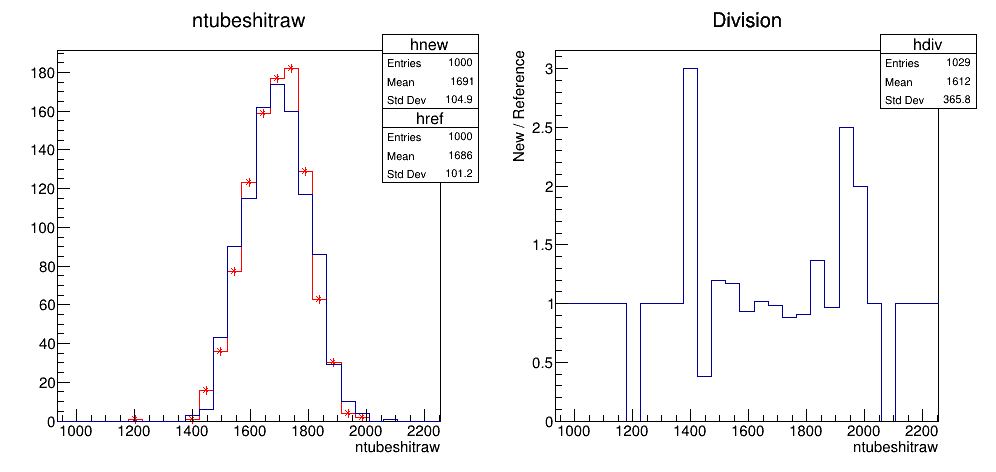 ntubeshitraw
hnew
Entries 1000
Mean 1691
Std Dev 104.9
href
Entries 1000
Mean 1686
Std Dev 101.2
180
160
140
120
100
80
60
40
20
0
1000 1200 1400 1600 1800 2000 2200
ntubeshitraw
Division
hdiv
Entries 1029
Mean 1612
Std Dev 365.8
New / Reference
3
2.5
2
1.5
1
0.5
0
1000 1200 1400 1600 1800 2000 2200
ntubeshitraw